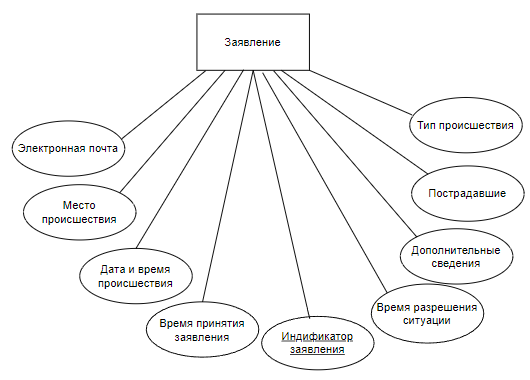 Заявление
Тип происшествия
Электронная почта
Пострадавшие
Место
происшествия
Дополнительные
сведения
Дата и время
происшествия
Время разрешения
ситуации
Время принятия
заявления
Индификатор
заявления